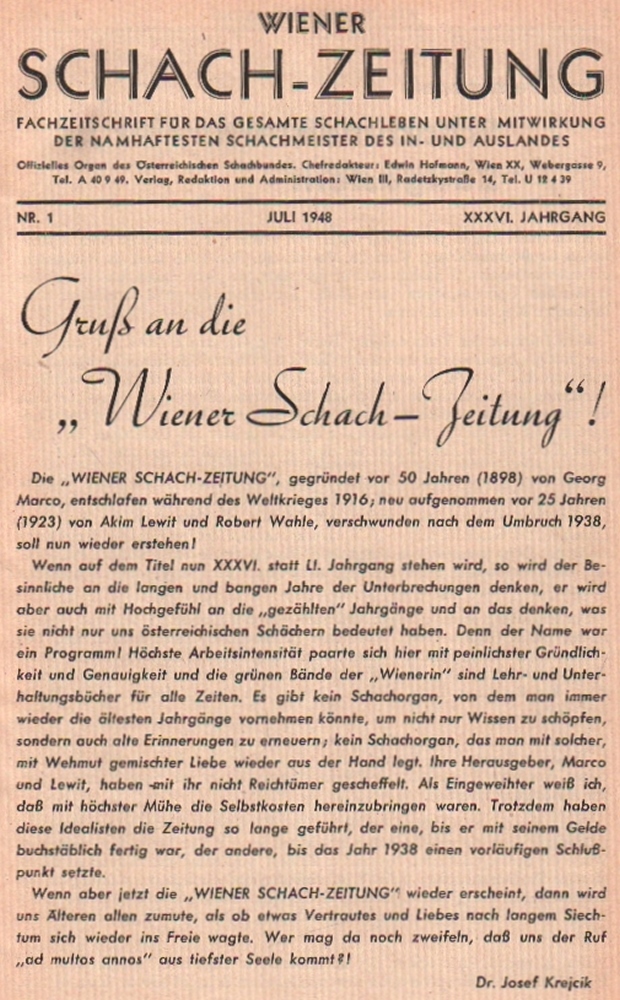 WIENER
SCHACH-ZEITUNG
FACHZEITSCHRIFT FÜR DAS GESAMTE SCHACHLEBEN UNTER MITWIRKUNG
DER NAMHAFTESTEN SCHACHMEISTER DES IN- UND AUSLANDES
Offizielles Organ des Österreichischen Schachbundes. Chefredakteur: Edwin Hofmann, Wien XX, Webergasse 9,
Tel. A 40 9 49. Verlag, Redaktion und Administration: Wien III, Radetzkystraße 14, Tel. U 12 4 39
NR. 1 JULI 1948 XXXVI. JAHRGANG
Gruß an die
„Wiener Schach-Zeitung“!
Die „WIENER SCHACH-ZEITUNG“, gegründet vor 50 Jahren (1898) von Georg
Marco, entschlafen während des Weltkrieges 1916; neu aufgenommen vor 25 Jahren
(1923) von Akim Lewit und Robert Wahle, verschwunden nach dem Umbruch 1938,
soll nun wieder erstehen!
Wenn auf dem Titel nun XXXVI. statt LI. Jahrgang stehen wird, so wird der Be-
sinnliche an die langen und bangen Jahre der Unterbrechungen denken, er wird
aber auch mit Hochgefühl an die „gezählten“ Jahrgänge und an das denken, was
sie nicht nur uns österreichischen Schächern bedeutet haben. Denn der Name war
ein Programm! Höchste Arbeitsintensität paarte sich hier mit peinlichster Gründlich-
keit und Genauigkeit und die grünen Bände der „Wienerin“ sind Lehr- und Unter-
haltungsbücher für alle Zeiten. Es gibt kein Schachorgan, von dem man immer
wieder die ältesten Jahrgänge vornehmen könnte, um nicht nur Wissen zu schöpfen,
sondern auch alte Erinnerungen zu erneuern; kein Schachorgan, das man mit solcher,
mit Wehmut gemischter Liebe wieder aus der Hand legt. Ihre Herausgeber, Marco
und Lewit, haben mit ihr nicht Reichtümer gescheffelt. Als Eingeweihter weiß ich,
daß mit höchster Mühe die Selbstkosten hereinzubringen waren. Trotzdem haben
diese Idealisten die Zeitung so lange geführt, der eine, bis er mit seinem Gelde
buchstäblich fertig war, der andere, bis das Jahr 1938 einen vorläufigen Schluß-
punkt setzte.
Wenn aber jetzt die „WIENER SCHACH-ZEITUNG“ wieder erscheint, dann wird
uns Älteren allen zumute, als ob etwas Vertrautes und Liebes nach langem Siech-
tum sich wieder ins Freie wagte. Wer mag da noch zweifeln, daß uns der Ruf
„ad multos annos“ aus tiefster Seele kommt?!
Dr. Josef Krejcik